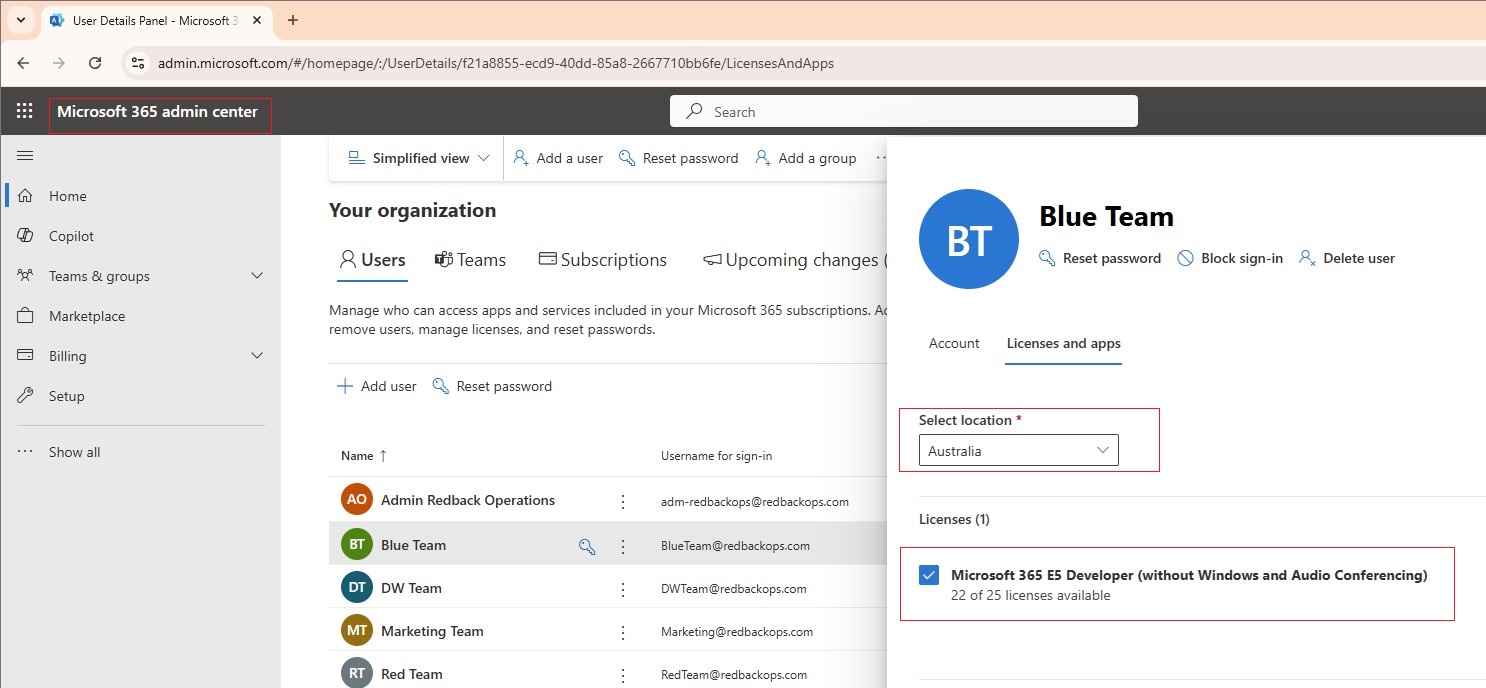 User Details Panel - Microsoft 3
admin.microsoft.com/#/homepage/:/UserDetails/f21a8855-ecd9-40dd-85a8-2667710bb6fe/LicensesAndApps
Microsoft 365 admin center
Search
Home
Copilot
Teams & groups
Marketplace
Billing
Setup
Show all
Simplified view
Add a user
Reset password
Add a group
Your organization
Users
Teams
Subscriptions
Upcoming changes (
Manage who can access apps and services included in your Microsoft 365 subscriptions. Ad
remove users, manage licenses, and reset passwords.
Add user
Reset password
Name ↑
Username for sign-in
AO Admin Redback Operations adm-redbackops@redbackops.com
BT Blue Team BlueTeam@redbackops.com
DT DW Team DWTeam@redbackops.com
MT Marketing Team Marketing@redbackops.com
RT Red Team RedTeam@redbackops.com
BT
Blue Team
Reset password
Block sign-in
Delete user
Account
Licenses and apps
Select location *
Australia
Licenses (1)
Microsoft 365 E5 Developer (without Windows and Audio Conferencing)
22 of 25 licenses available